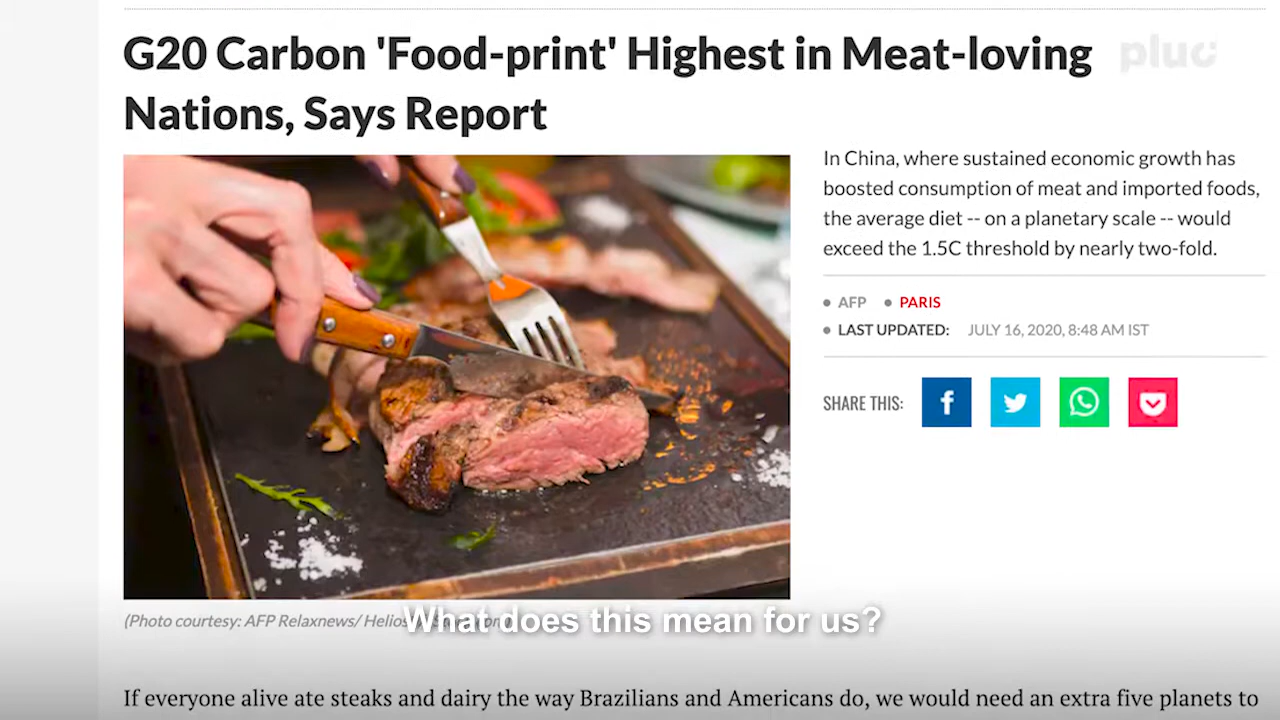 G20 Carbon 'Food-print' Highest in Meat-loving
Nations, Says Report
pluc
In China, where sustained economic growth has
boosted consumption of meat and imported foods,
the average diet -- on a planetary scale -- would
exceed the 1.5C threshold by nearly two-fold.
AFP PARIS
LAST UPDATED: JULY 16, 2020, 8:48 AM IST
SHARE THIS:
(Photo courtesy: AFP Relaxnews/
What does this mean for us?
If everyone alive ate steaks and dairy the way Brazilians and Americans do, we would need an extra five planets to